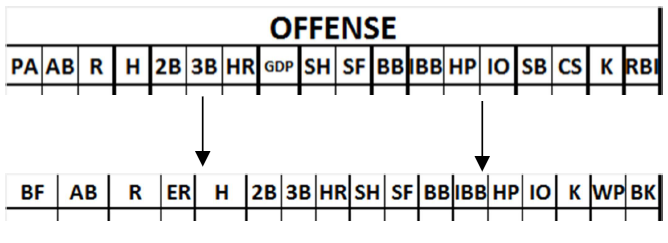 OFFENSE
PA AB R H 2B 3B HR GDP SH SF BB IBB HP IO SB CS K RBI
BF AB R ER H 2B 3B HR SH SF BB IBB HP IO K WP BK